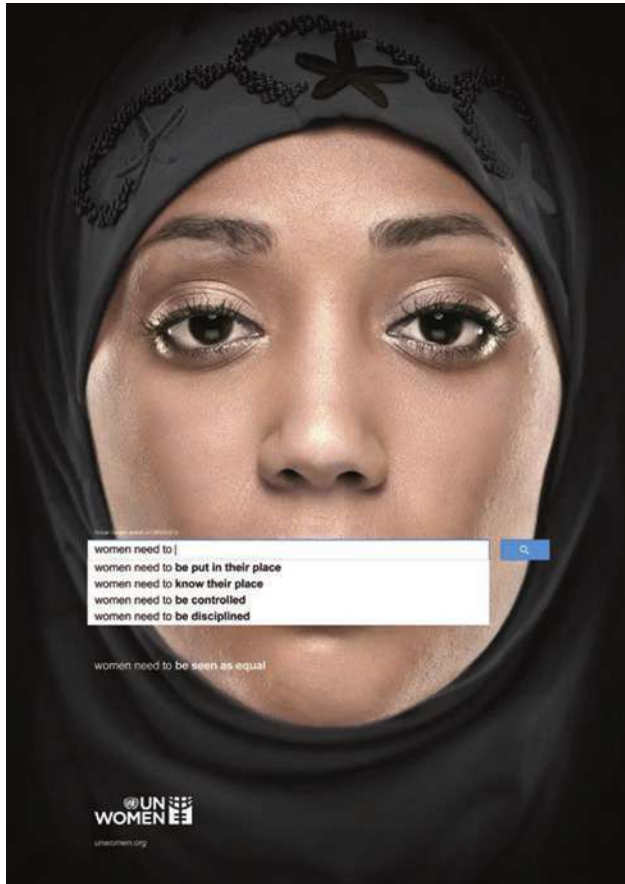 women need to
women need to be put in their place
women need to know their place
women need to be controlled
women need to be disciplined
women need to be seen as equal
UN
WOMEN
unwomen.org